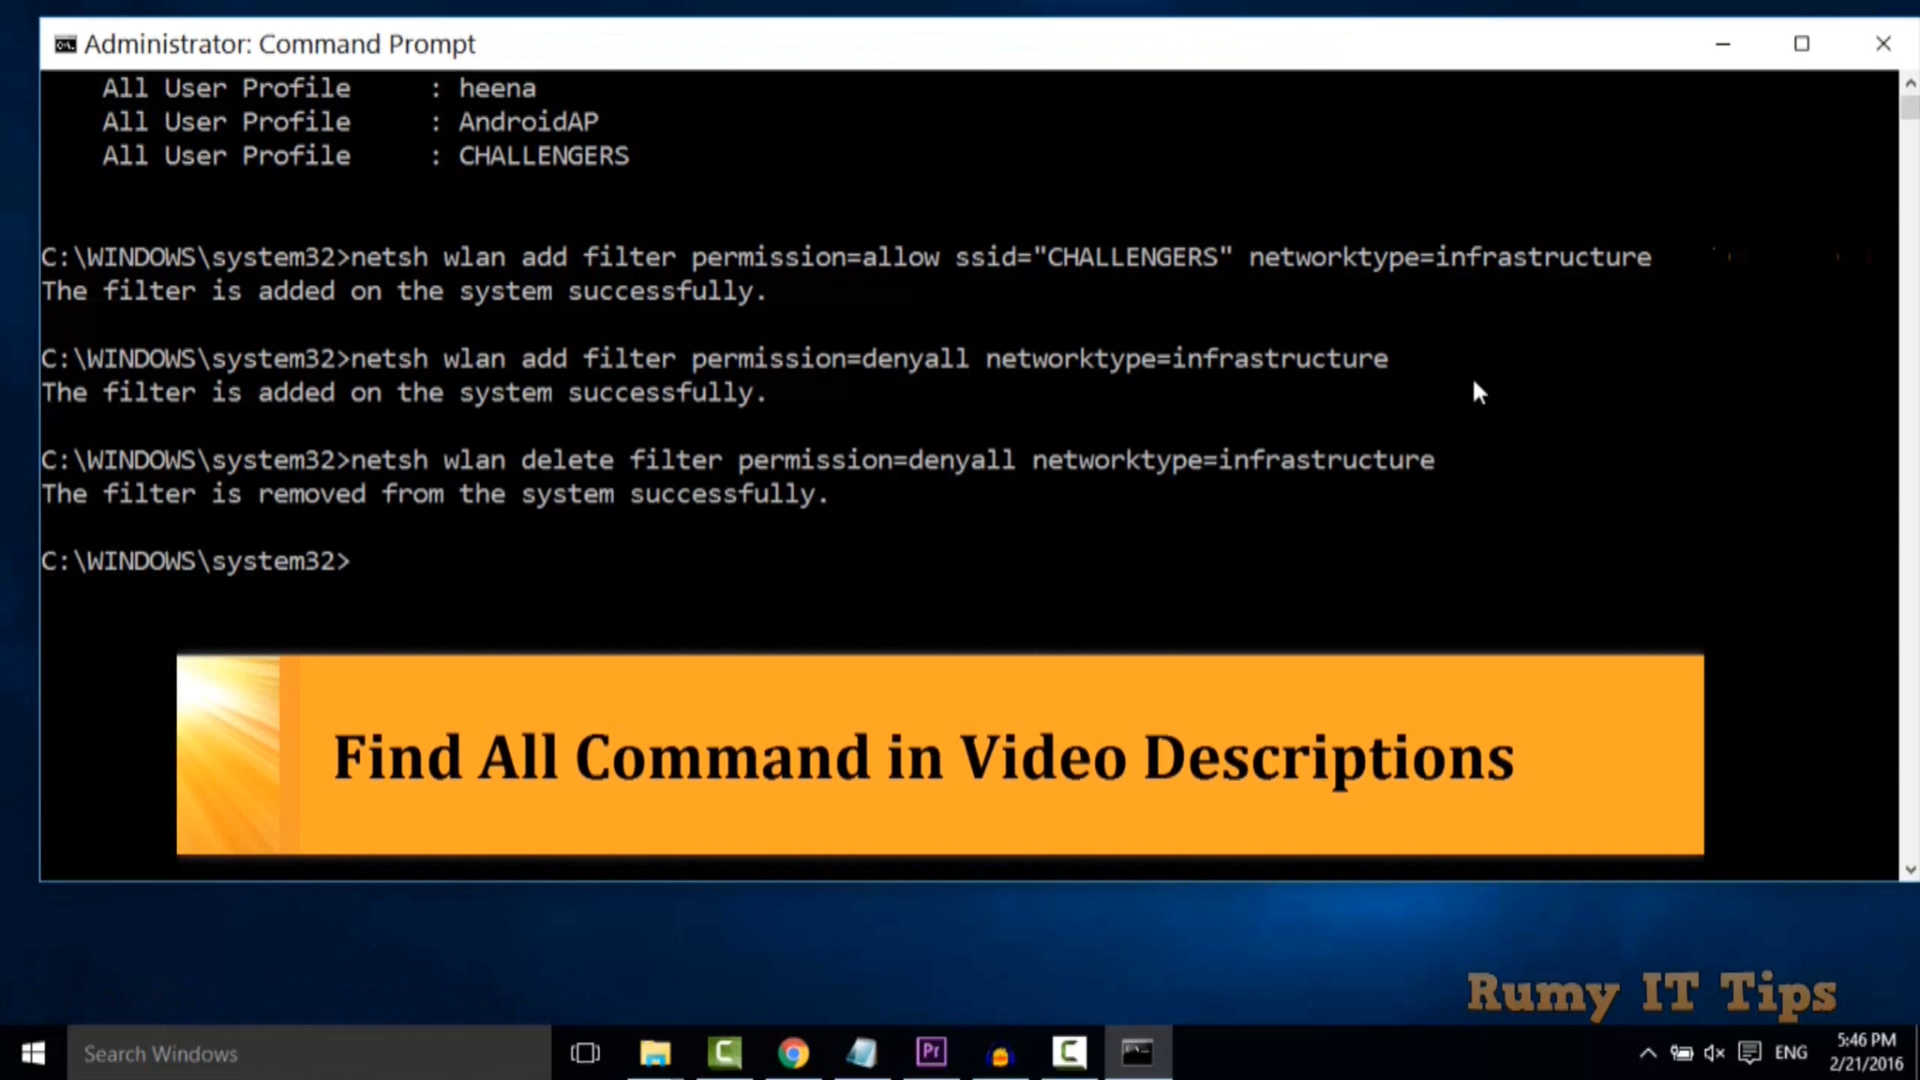 Administrator: Command Prompt
All User Profile : heena
All User Profile : AndroidAP
All User Profile : CHALLENGERS
C:\WINDOWS\system32>netsh wlan add filter permission=allow ssid="CHALLENGERS" networktype=infrastructure
The filter is added on the system successfully.
C:\WINDOWS\system32>netsh wlan add filter permission=denyall networktype=infrastructure
The filter is added on the system successfully.
C:\WINDOWS\system32>netsh wlan delete filter permission=denyall networktype=infrastructure
The filter is removed from the system successfully.
C:\WINDOWS\system32>
Find All Command in Video Descriptions
Rumy IT Tips
Search Windows
Pr
ENG
5:46 PM
2/21/2016